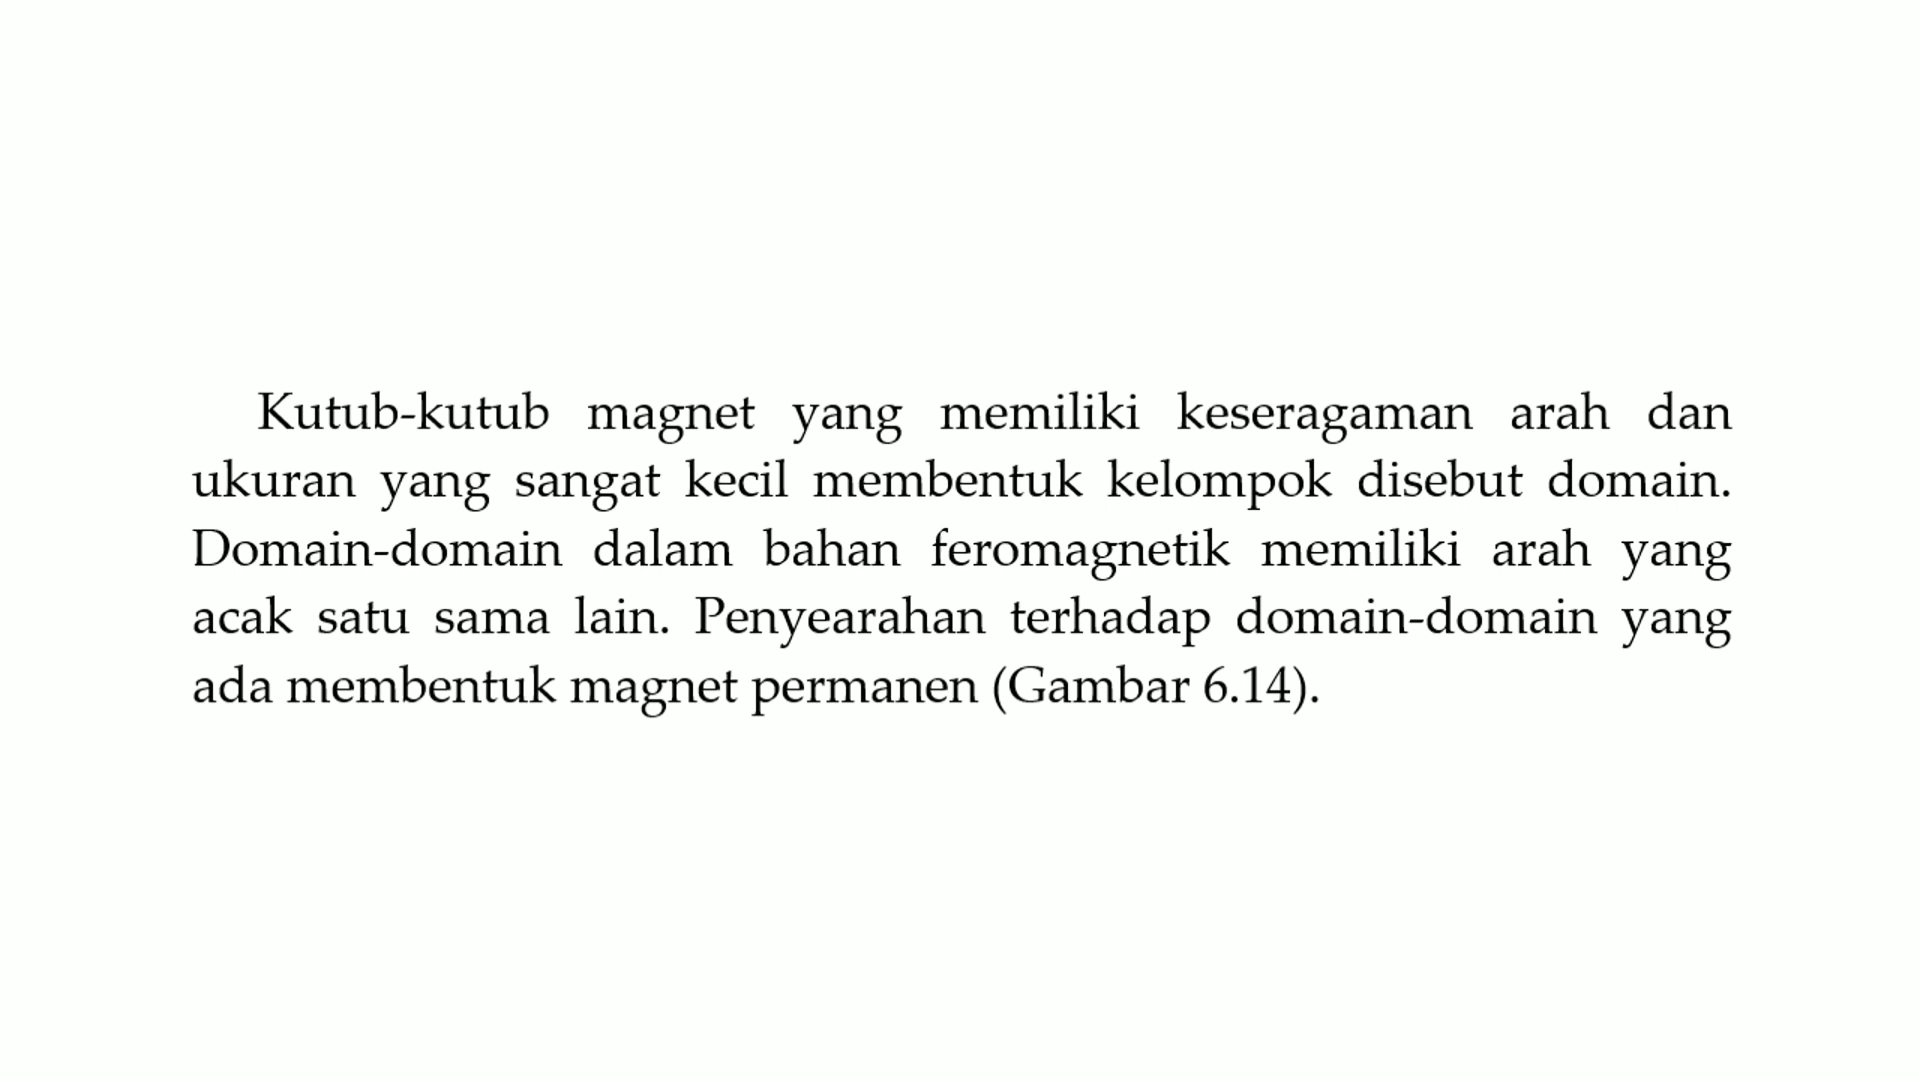 Kutub-kutub magnet yang memiliki keseragaman arah dan
ukuran yang sangat kecil membentuk kelompok disebut domain.
Domain-domain dalam bahan feromagnetik memiliki arah yang
acak satu sama lain. Penyearahan terhadap domain-domain yang
ada membentuk magnet permanen (Gambar 6.14).